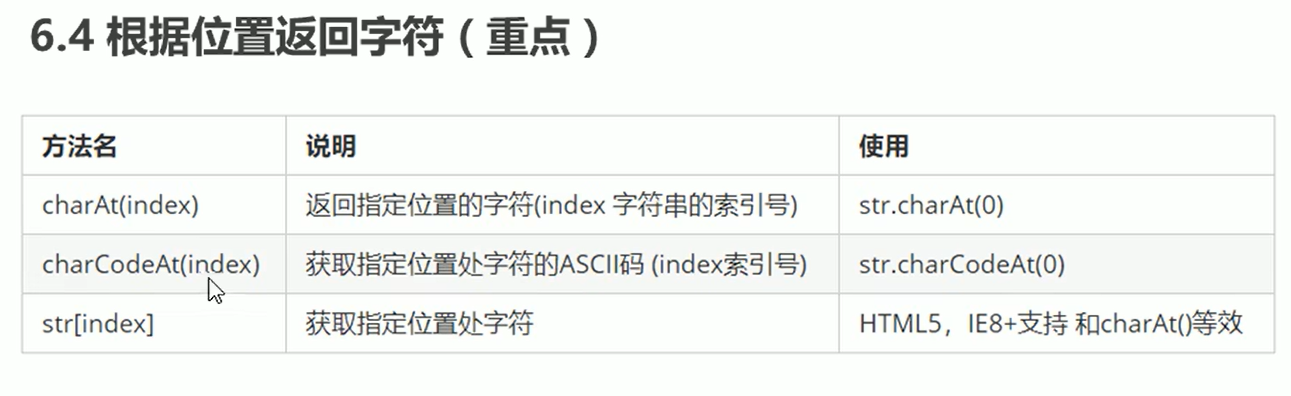 6.4 根据位置返回字符（重点）
方法名 说明 使用
charAt(index) 返回指定位置的字符(index 字符串的索引号) str.charAt(0)
charCodeAt(index) 获取指定位置处字符的ASCII码 (index索引号) str.charCodeAt(0)
str[index] 获取指定位置处字符 HTML5，IE8+支持 和charAt()等效